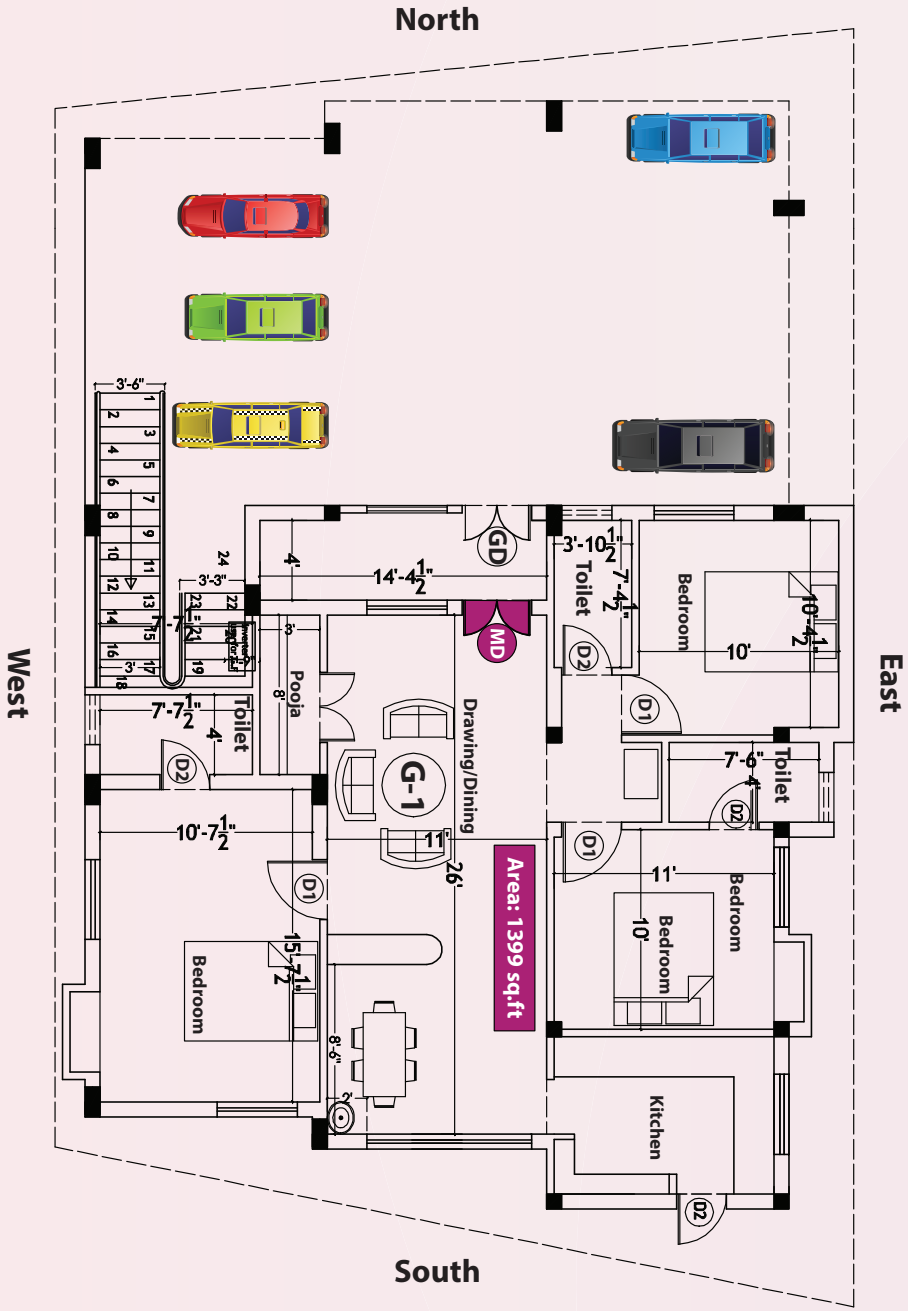 North
3'-6"
1
2
3
4
5
6
7
8
9
10
11
12
13
14
15
16
17
18
19
21
22
23
24
3'-3"
7'-7½"
3'
4'
14'-4½"
GD
MD
3'-10½"
Toilet
7'-4½"
D2
D1
Bedroom
10'-4½"
10'
East
West
3'
8'
Pooja
Toilet
7'-7½"
4'
D2
Drawing/Dining
G-1
11'
26'
Toilet
7'-6"
4'
D2
D1
10'-7½"
D1
15'-7½"
Bedroom
Area: 1399 sq.ft
11'
10'
Bedroom
Bedroom
8'-6"
2'
Kitchen
D2
South